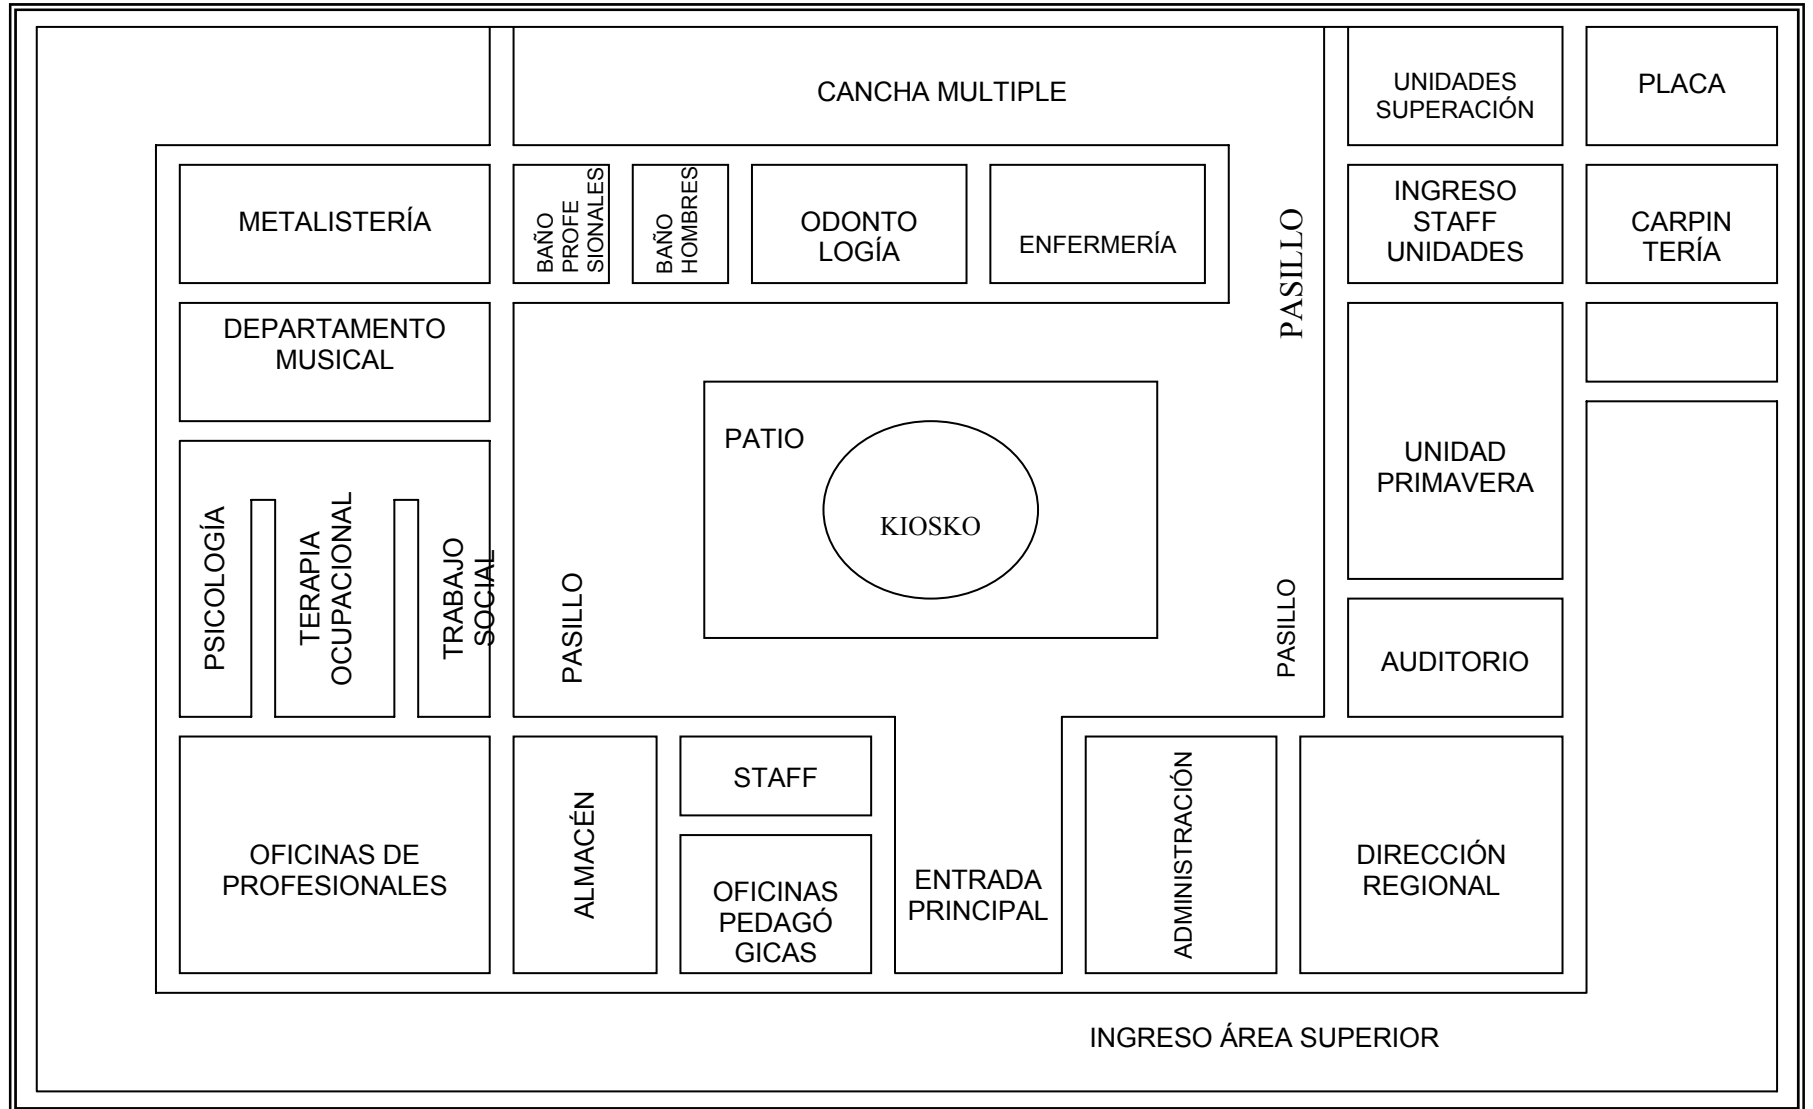 CANCHA MULTIPLE
UNIDADES
SUPERACIÓN
PLACA
METALISTERÍA
BAÑO
PROFE
SIONALES
BAÑO
HOMBRES
ODONTO
LOGÍA
ENFERMERÍA
PASILLO
INGRESO
STAFF
UNIDADES
CARPIN
TERÍA
DEPARTAMENTO
MUSICAL
PATIO
KIOSKO
UNIDAD
PRIMAVERA
PSICOLOGÍA
TERAPIA
OCUPACIONAL
TRABAJO
SOCIAL
PASILLO
PASILLO
AUDITORIO
OFICINAS DE
PROFESIONALES
ALMACÉN
STAFF
OFICINAS
PEDAGÓ
GICAS
ENTRADA
PRINCIPAL
ADMINISTRACIÓN
DIRECCIÓN
REGIONAL
INGRESO ÁREA SUPERIOR